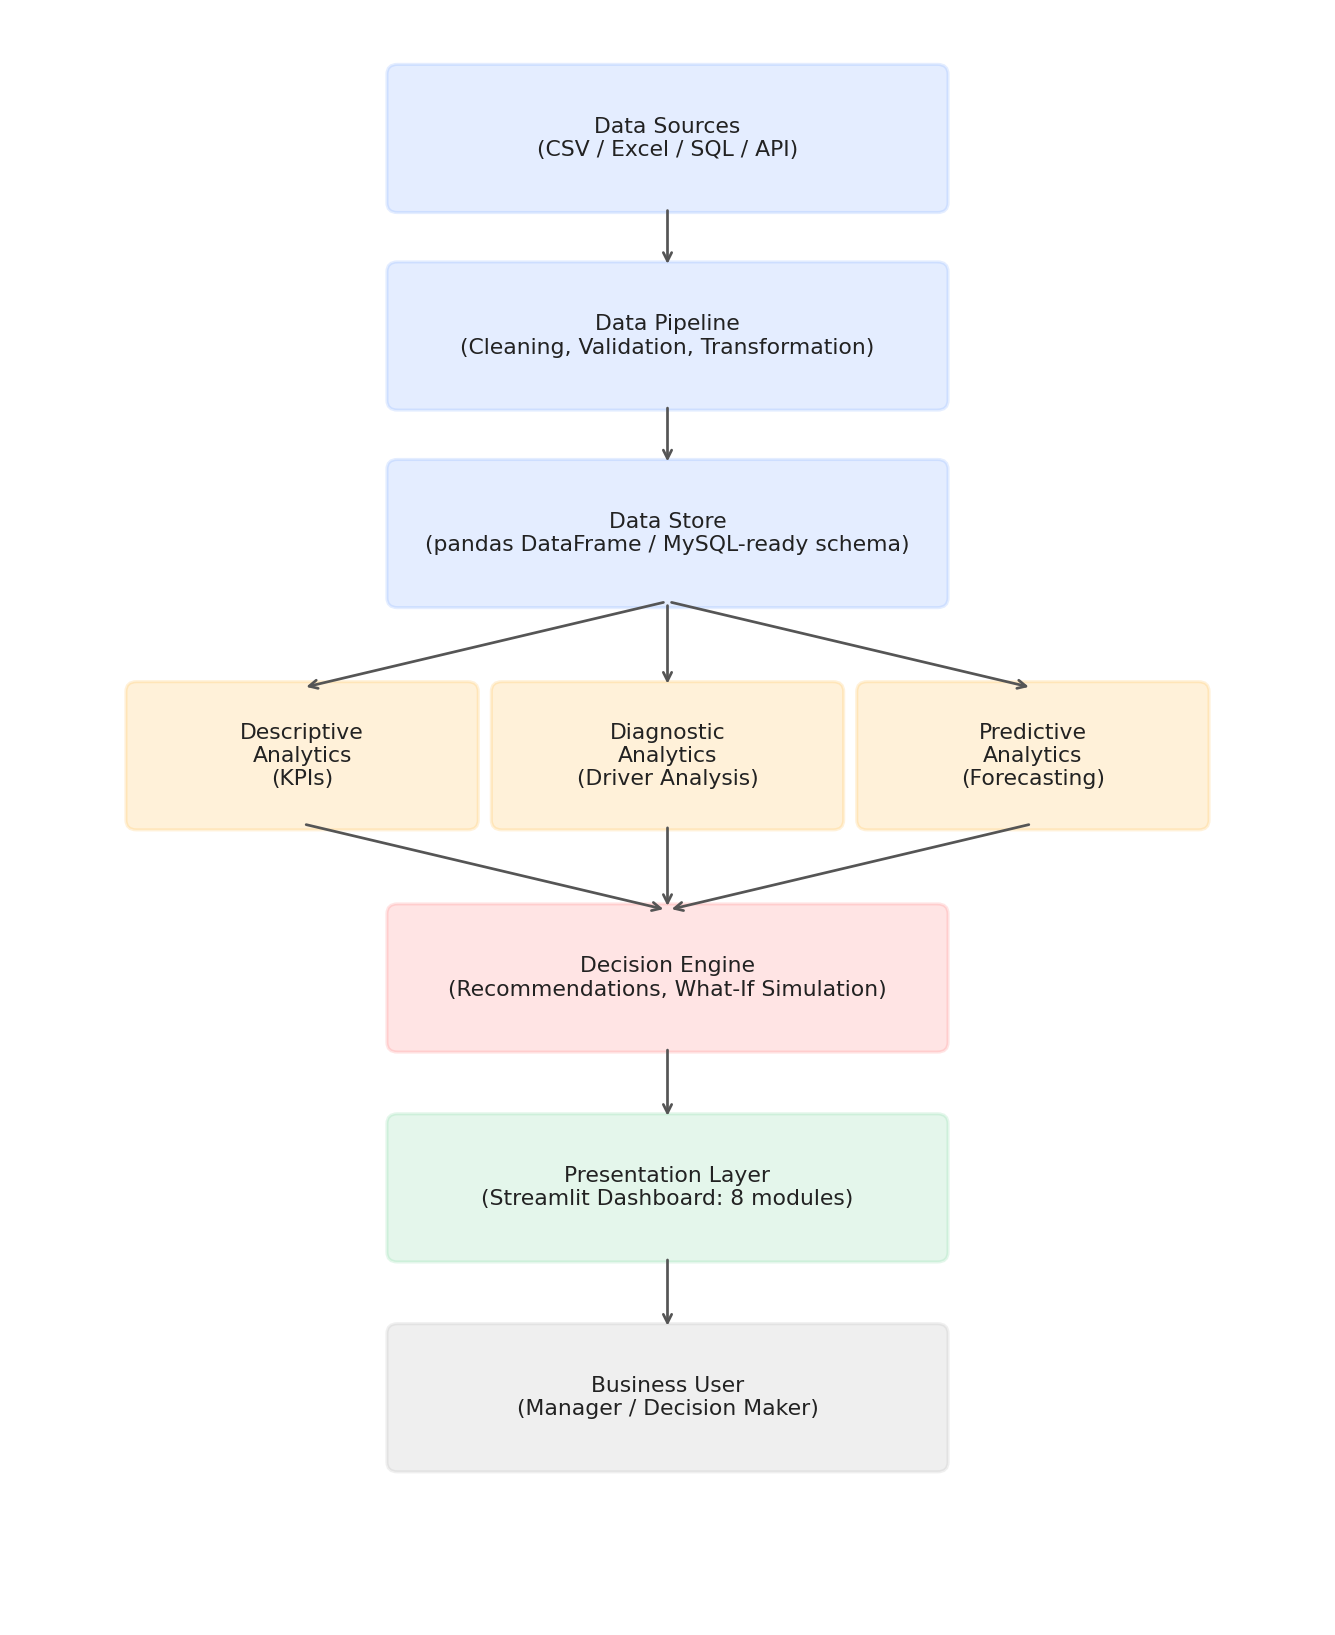 Data Sources
(CSV / Excel / SQL / API)
Data Pipeline
(Cleaning, Validation, Transformation)
Data Store
(pandas DataFrame / MySQL-ready schema)
Descriptive
Analytics
(KPIs)
Diagnostic
Analytics
(Driver Analysis)
Predictive
Analytics
(Forecasting)
Decision Engine
(Recommendations, What-If Simulation)
Presentation Layer
(Streamlit Dashboard: 8 modules)
Business User
(Manager / Decision Maker)